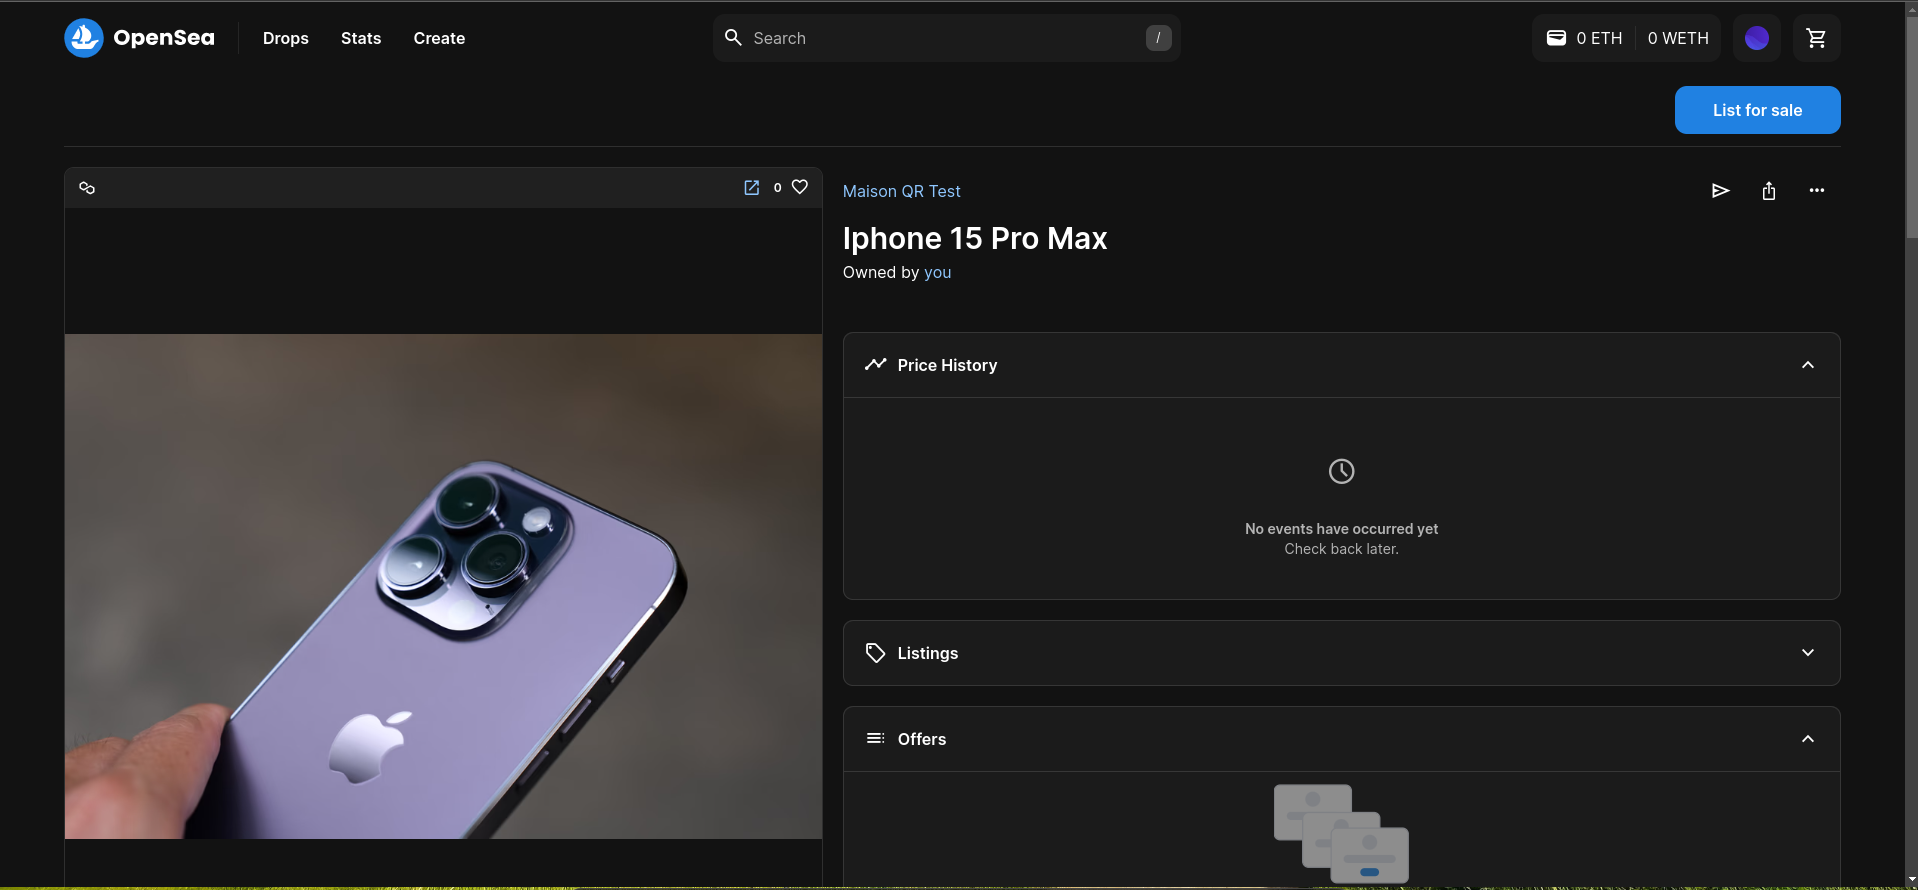 OpenSea
Drops
Stats
Create
Search
/
0 ETH
0 WETH
List for sale
0
Maison QR Test
Iphone 15 Pro Max
Owned by you
Price History
No events have occurred yet
Check back later.
Listings
Offers